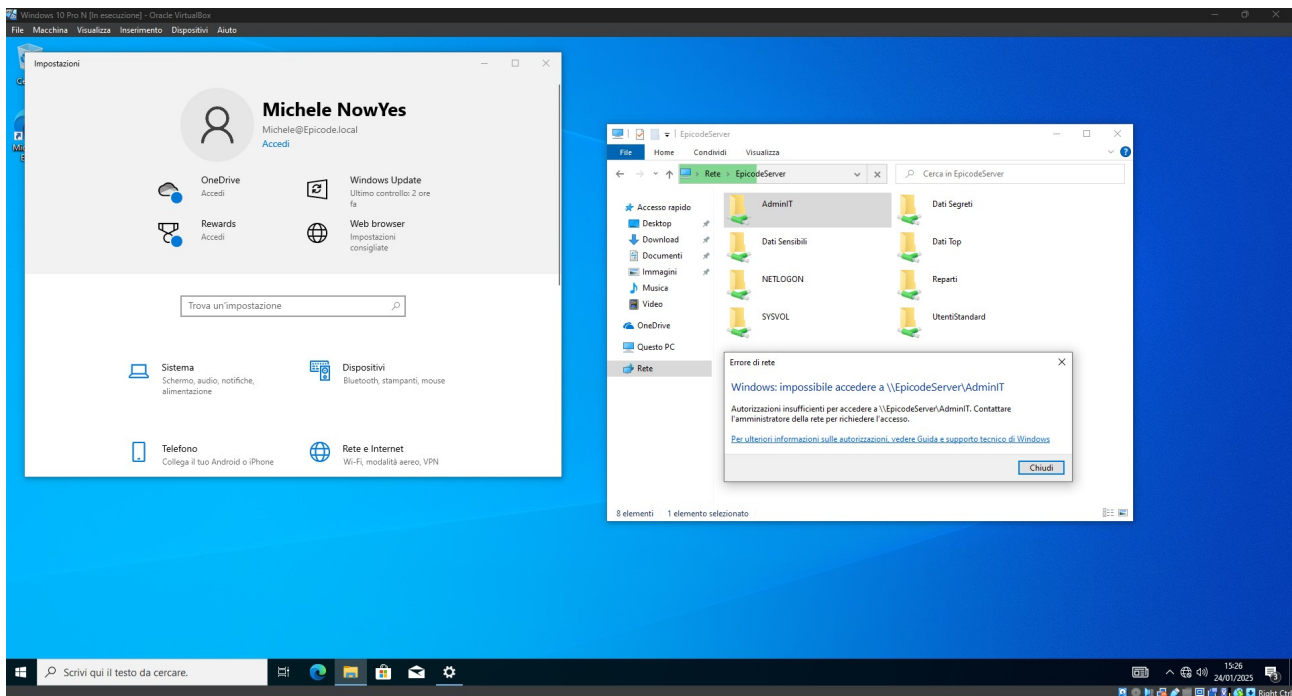 Windows 10 Pro N [In esecuzione] - Oracle VirtualBox
File Macchina Visualizza Inserimento Dispositivi Aiuto
Impostazioni
Michele NowYes
Michele@Epicode.local
Accedi
OneDrive
Accedi
Windows Update
Ultimo controllo: 2 ore
fa
Rewards
Accedi
Web browser
Impostazioni
consigliate
Trova un'impostazione
Sistema
Schermo, audio, notifiche,
alimentazione
Dispositivi
Bluetooth, stampanti, mouse
Telefono
Collega il tuo Android o iPhone
Rete e Internet
Wi-Fi, modalità aereo, VPN
EpicodeServer
File Home Condividi Visualizza
Rete EpicodeServer
Cerca in EpicodeServer
Accesso rapido
Desktop
Download
Documenti
Immagini
Musica
Video
OneDrive
Questo PC
Rete
AdminIT
Dati Segreti
Dati Sensibili
Dati Top
NETLOGON
Reparti
SYSVOL
UtentiStandard
Errore di rete
Windows: impossibile accedere a \\EpicodeServer\AdminIT
Autorizzazioni insufficienti per accedere a \\EpicodeServer\AdminIT. Contattare
l'amministratore della rete per richiedere l'accesso.
Per ulteriori informazioni sulle autorizzazioni, vedere Guida e supporto tecnico di Windows
Chiudi
8 elementi 1 elemento selezionato
Scrivi qui il testo da cercare.
15:26
24/01/2025
3
Right Ctrl